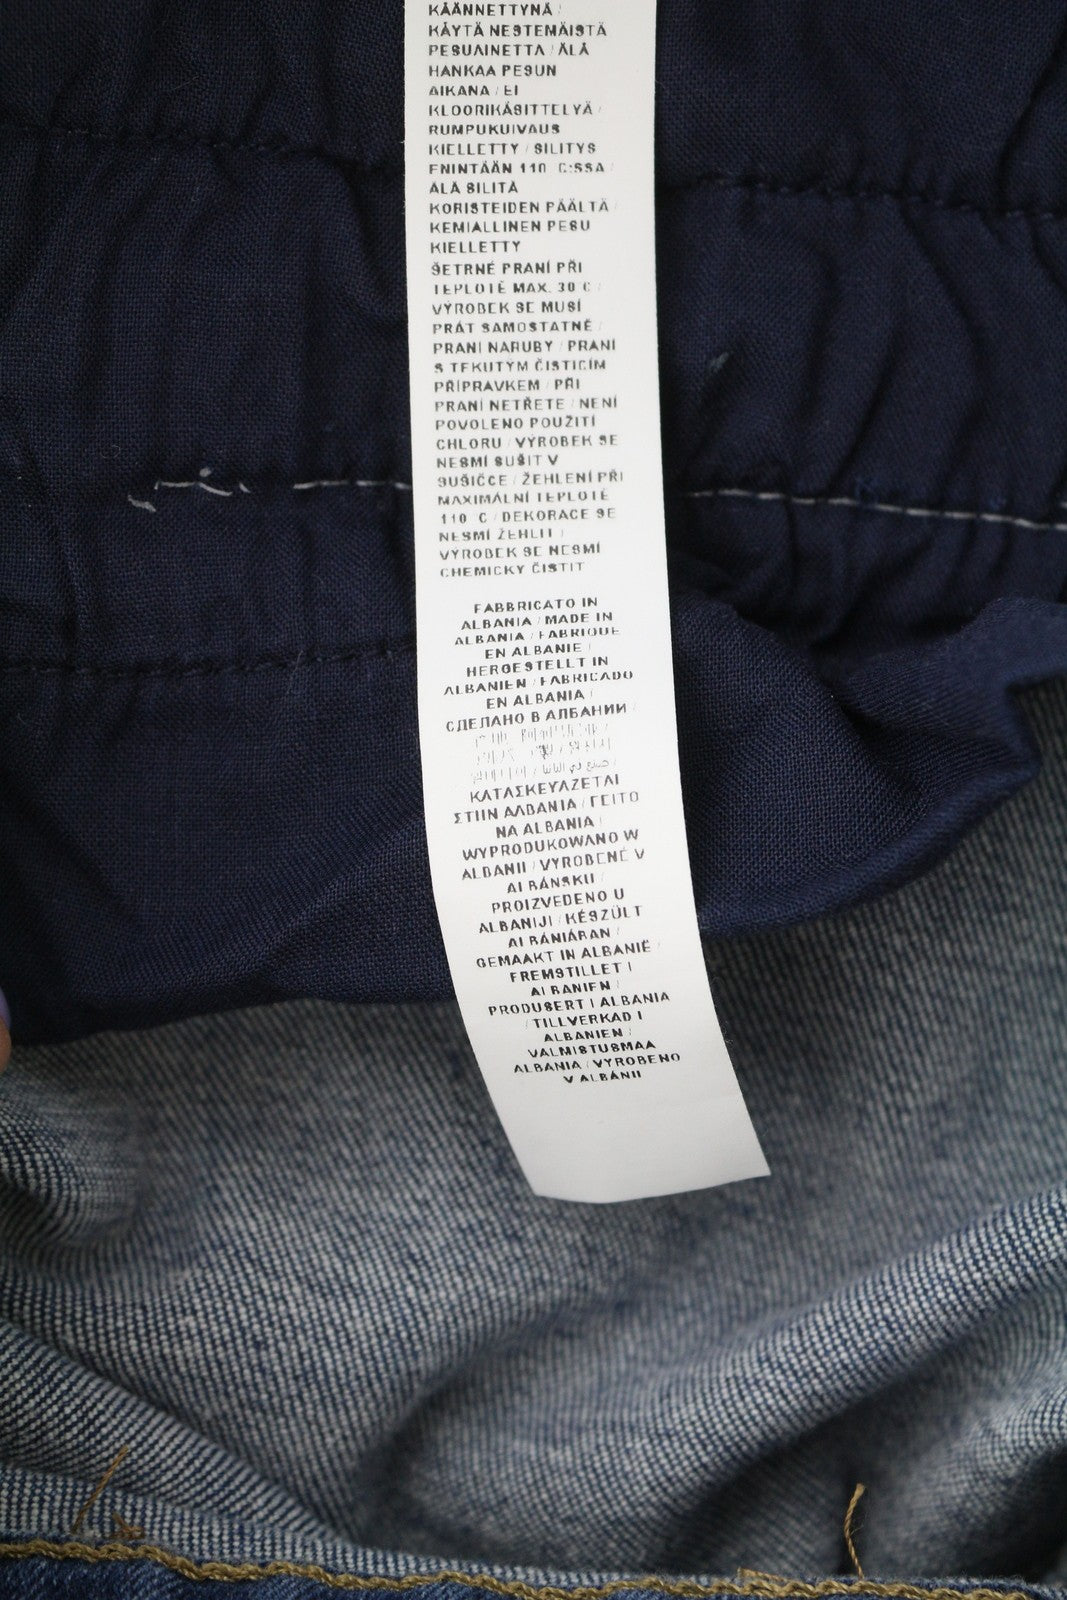 KÄÄNNETTYNÄ /
KÄYTÄ NESTEMÄISTÄ
PESUAINETTA / ÄLÄ
HANKAA PESUN
AIKANA / EI
KLOORIKÄSITTELYÄ /
RUMPUKUIVAUS
KIELLETTY / SILITYS
ENINTÄÄN 110 C:SSA /
ÄLÄ SILITÄ
KORISTEIDEN PÄÄLTÄ /
KEMIALLINEN PESU
KIELLETTY
ŠETRNÉ PRANÍ PŘI
TEPLOTĚ MAX. 30 C /
VÝROBEK SE MUSÍ
PRÁT SAMOSTATNĚ /
PRANÍ NARUBY / PRANÍ
S TEKUTÝM ČISTICÍM
PŘÍPRAVKEM / PŘI
PRANÍ NETŘETE / NENÍ
POVOLENO POUŽITÍ
CHLORU / VÝROBEK SE
NESMÍ SUŠIT V
SUŠIČCE / ŽEHLENÍ PŘI
MAXIMÁLNÍ TEPLOTĚ
110 C / DEKORACE SE
NESMÍ ŽEHLIT /
VÝROBEK SE NESMÍ
CHEMICKY ČISTIT
FABBRICATO IN
ALBANIA / MADE IN
ALBANIA / FABRIQUE
EN ALBANIE /
HERGESTELLT IN
ALBANIEN / FABRICADO
EN ALBANIA /
СДЕЛАНО В АЛБАНИИ /
صنع في ألبانيا /
ΚΑΤΑΣΚΕΥΑΖΕΤΑΙ
ΣΤΗΝ ΑΛΒΑΝΙΑ / FEITO
NA ALBANIA /
WYPRODUKOWANO W
ALBANII / VYROBENÉ V
ALBÁNSKU /
PROIZVEDENO U
ALBANIJI / KÉSZÜLT
ALBÁNIÁBAN /
GEMAAKT IN ALBANIË /
FREMSTILLET I
ALBANIEN /
PRODUSERT I ALBANIA
/ TILLVERKAD I
ALBANIEN /
VALMISTUSMAA
ALBANIA / VYROBENO
V ALBÁNII